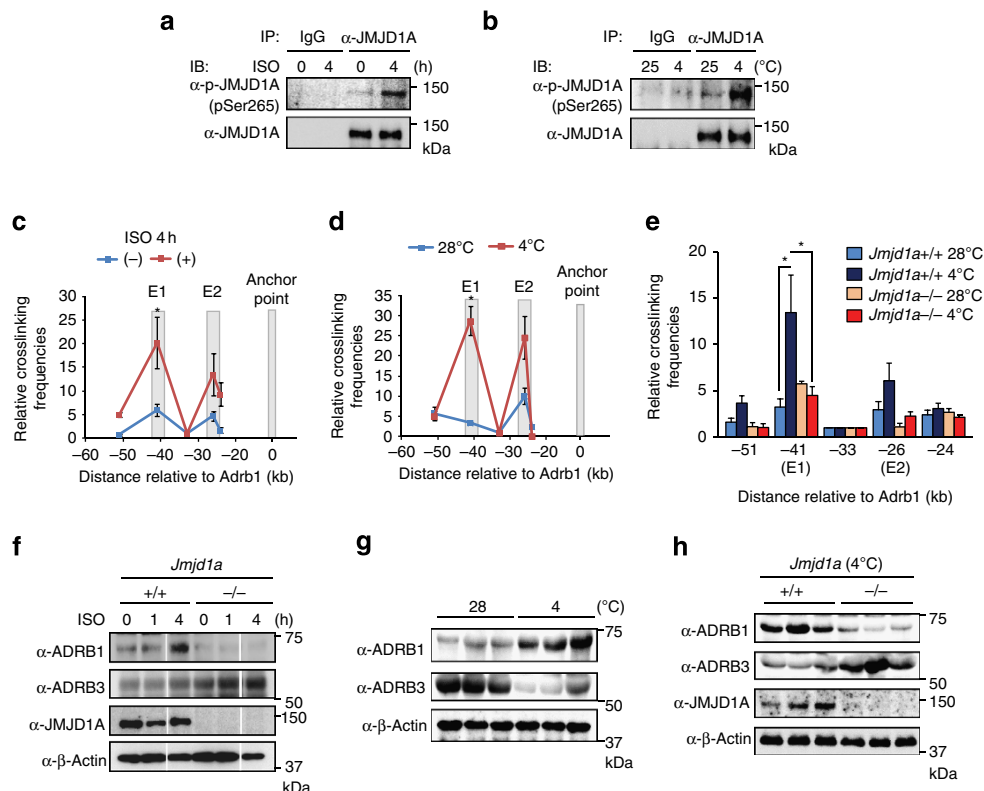 a
IP: IgG α-JMJD1A
IB: ISO 0 4 0 4 (h)
α-p-JMJD1A
(pSer265)
150
α-JMJD1A
150
kDa
b
IP: IgG α-JMJD1A
IB: 25 4 25 4 (°C)
α-p-JMJD1A
(pSer265)
150
α-JMJD1A
150
kDa
c
ISO 4 h
(–) (+)
Anchor
point
E1 E2
*
Relative crosslinking
frequencies
30
25
20
15
10
5
0
–60 –50 –40 –30 –20 –10 0
Distance relative to Adrb1 (kb)
d
28°C 4°C
Anchor
point
E1 E2
*
Relative crosslinking
frequencies
35
30
25
20
15
10
5
0
–60 –50 –40 –30 –20 –10 0
Distance relative to Adrb1 (kb)
e
Jmjd1a+/+ 28°C
Jmjd1a+/+ 4°C
Jmjd1a–/– 28°C
Jmjd1a–/– 4°C
* *
Relative crosslinking
frequencies
20
15
10
5
0
–51 –41 –33 –26 –24
(E1) (E2)
Distance relative to Adrb1 (kb)
f
Jmjd1a
+/+ –/–
ISO 0 1 4 0 1 4 (h)
α-ADRB1
75
α-ADRB3
50
α-JMJD1A
150
α-β-Actin
37
kDa
g
28 4 (°C)
α-ADRB1
75
α-ADRB3
50
α-β-Actin
37
kDa
h
Jmjd1a (4°C)
+/+ –/–
α-ADRB1
75
α-ADRB3
50
α-JMJD1A
150
α-β-Actin
37
kDa